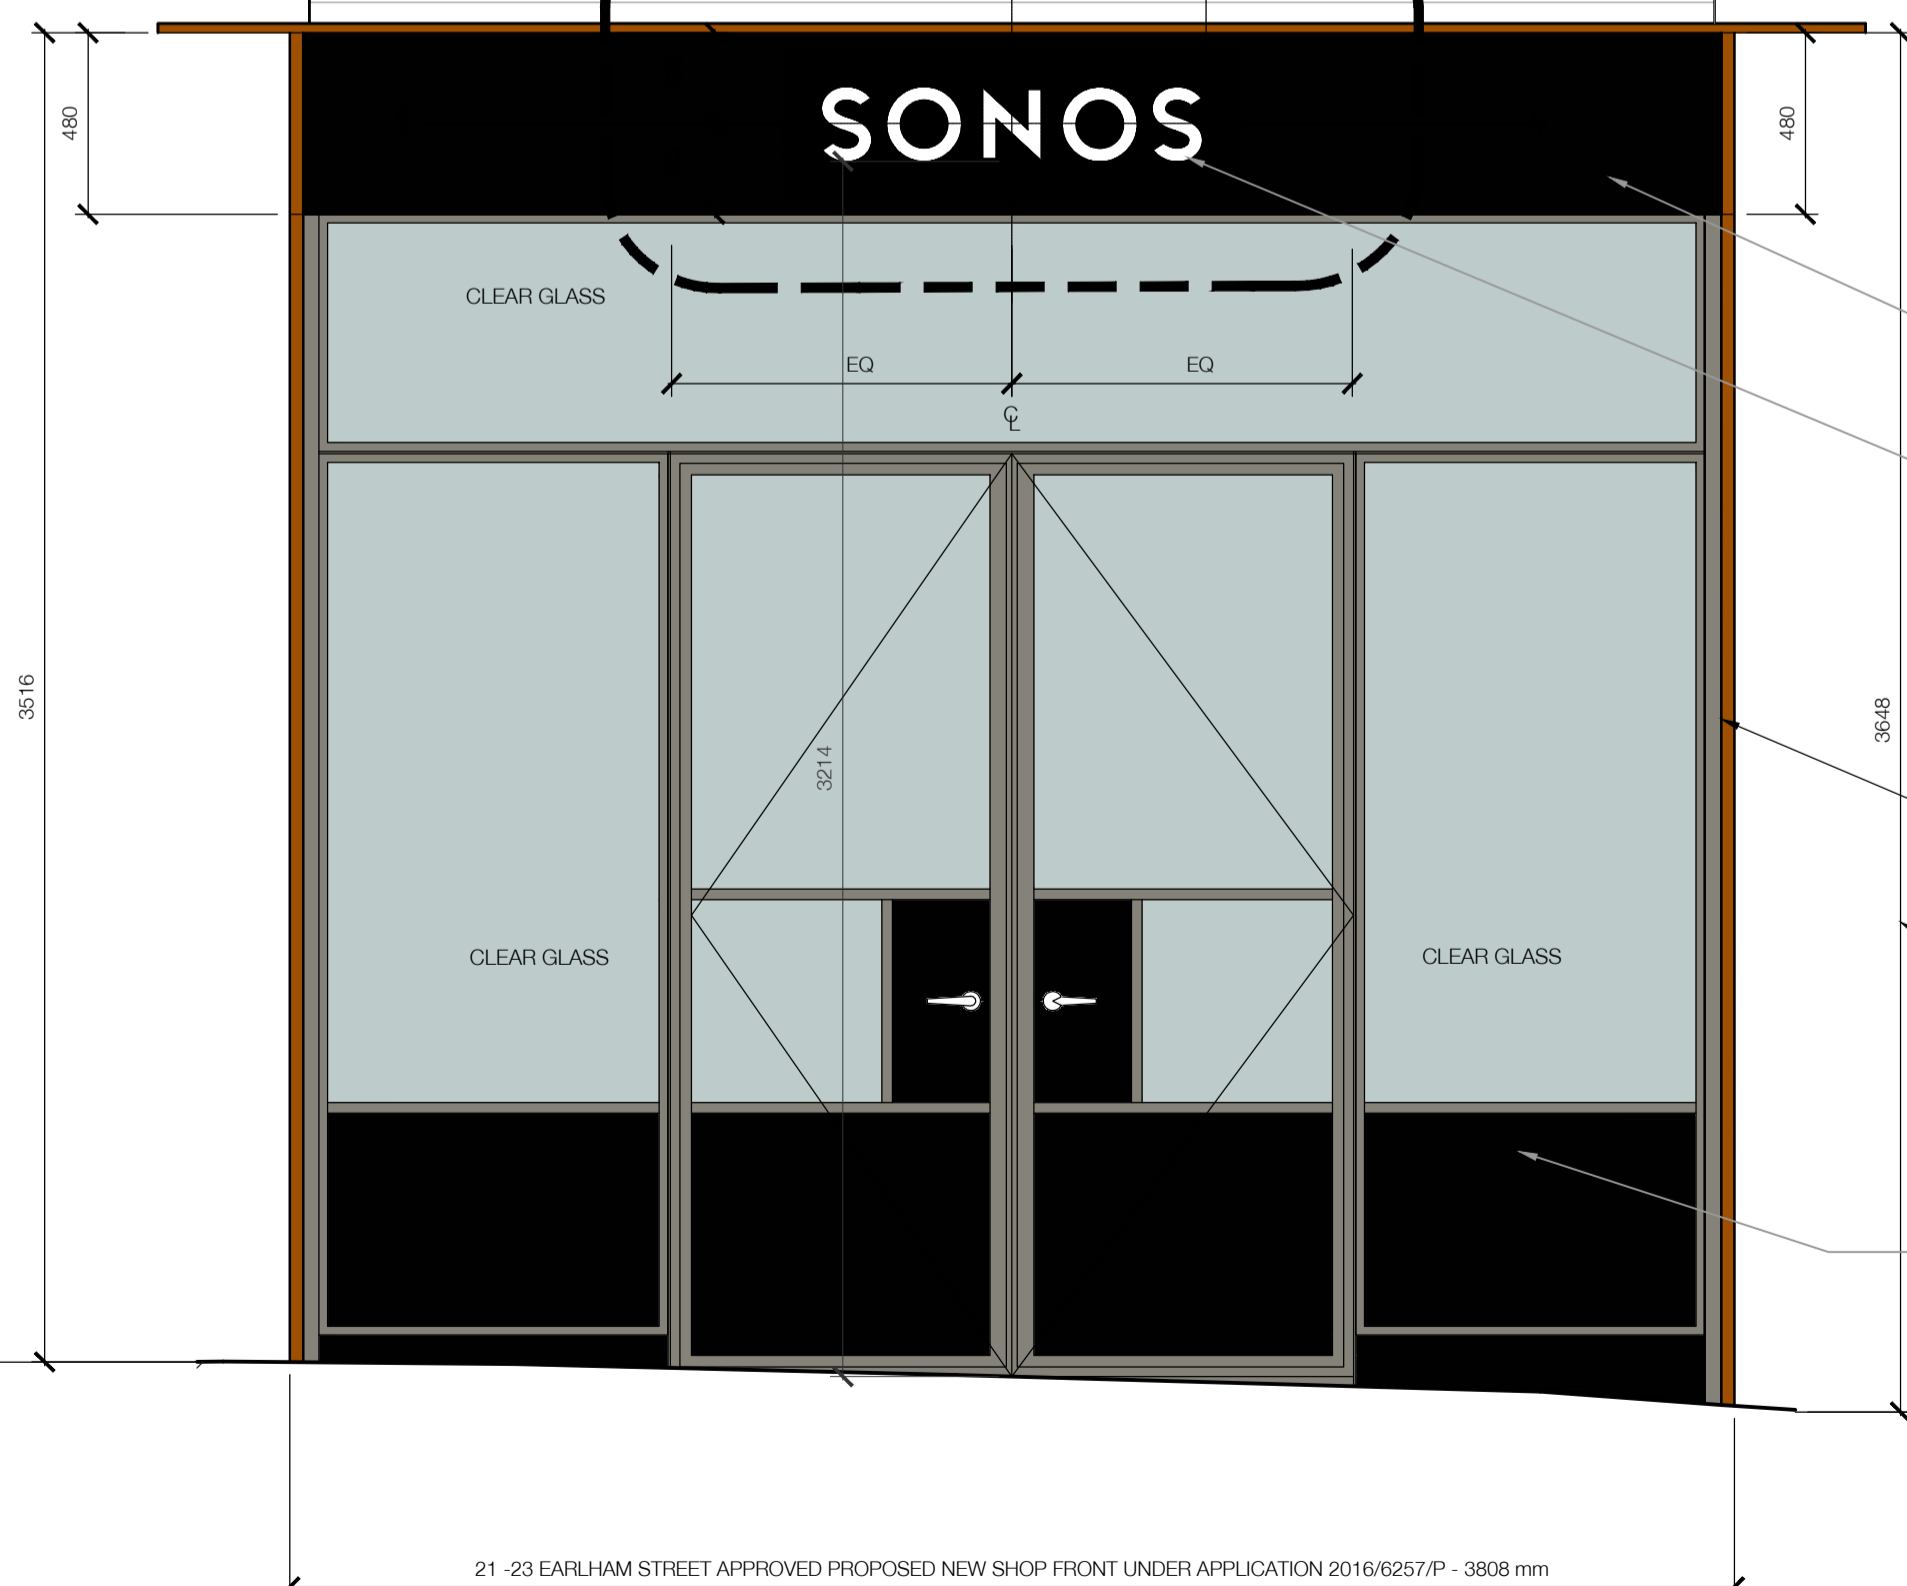 SONOS
480
480
CLEAR GLASS
EQ
EQ
CL
3516
3648
3214
CLEAR GLASS
CLEAR GLASS
21 -23 EARLHAM STREET APPROVED PROPOSED NEW SHOP FRONT UNDER APPLICATION 2016/6257/P - 3808 mm